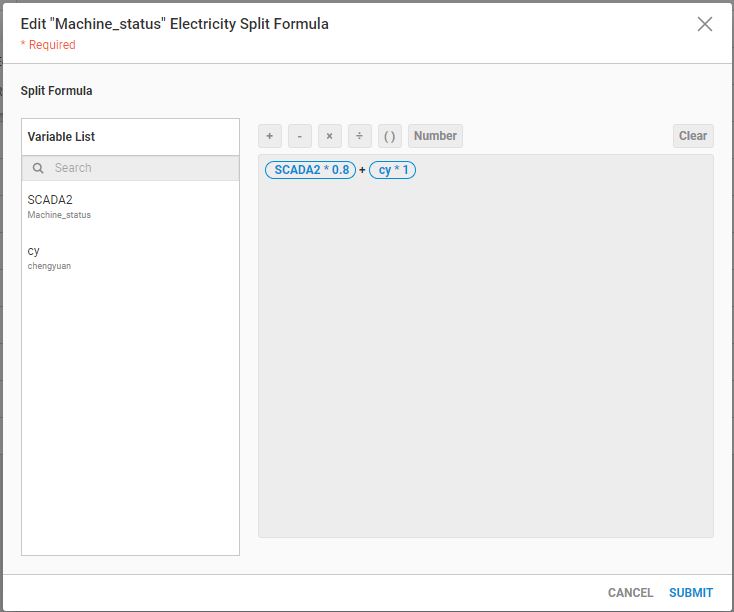 Edit "Machine_status" Electricity Split Formula
* Required
Split Formula
Variable List
+ - × ÷ ( ) Number Clear
Search
SCADA2 * 0.8 + cy * 1
SCADA2
Machine_status
cy
chengyuan
CANCEL SUBMIT